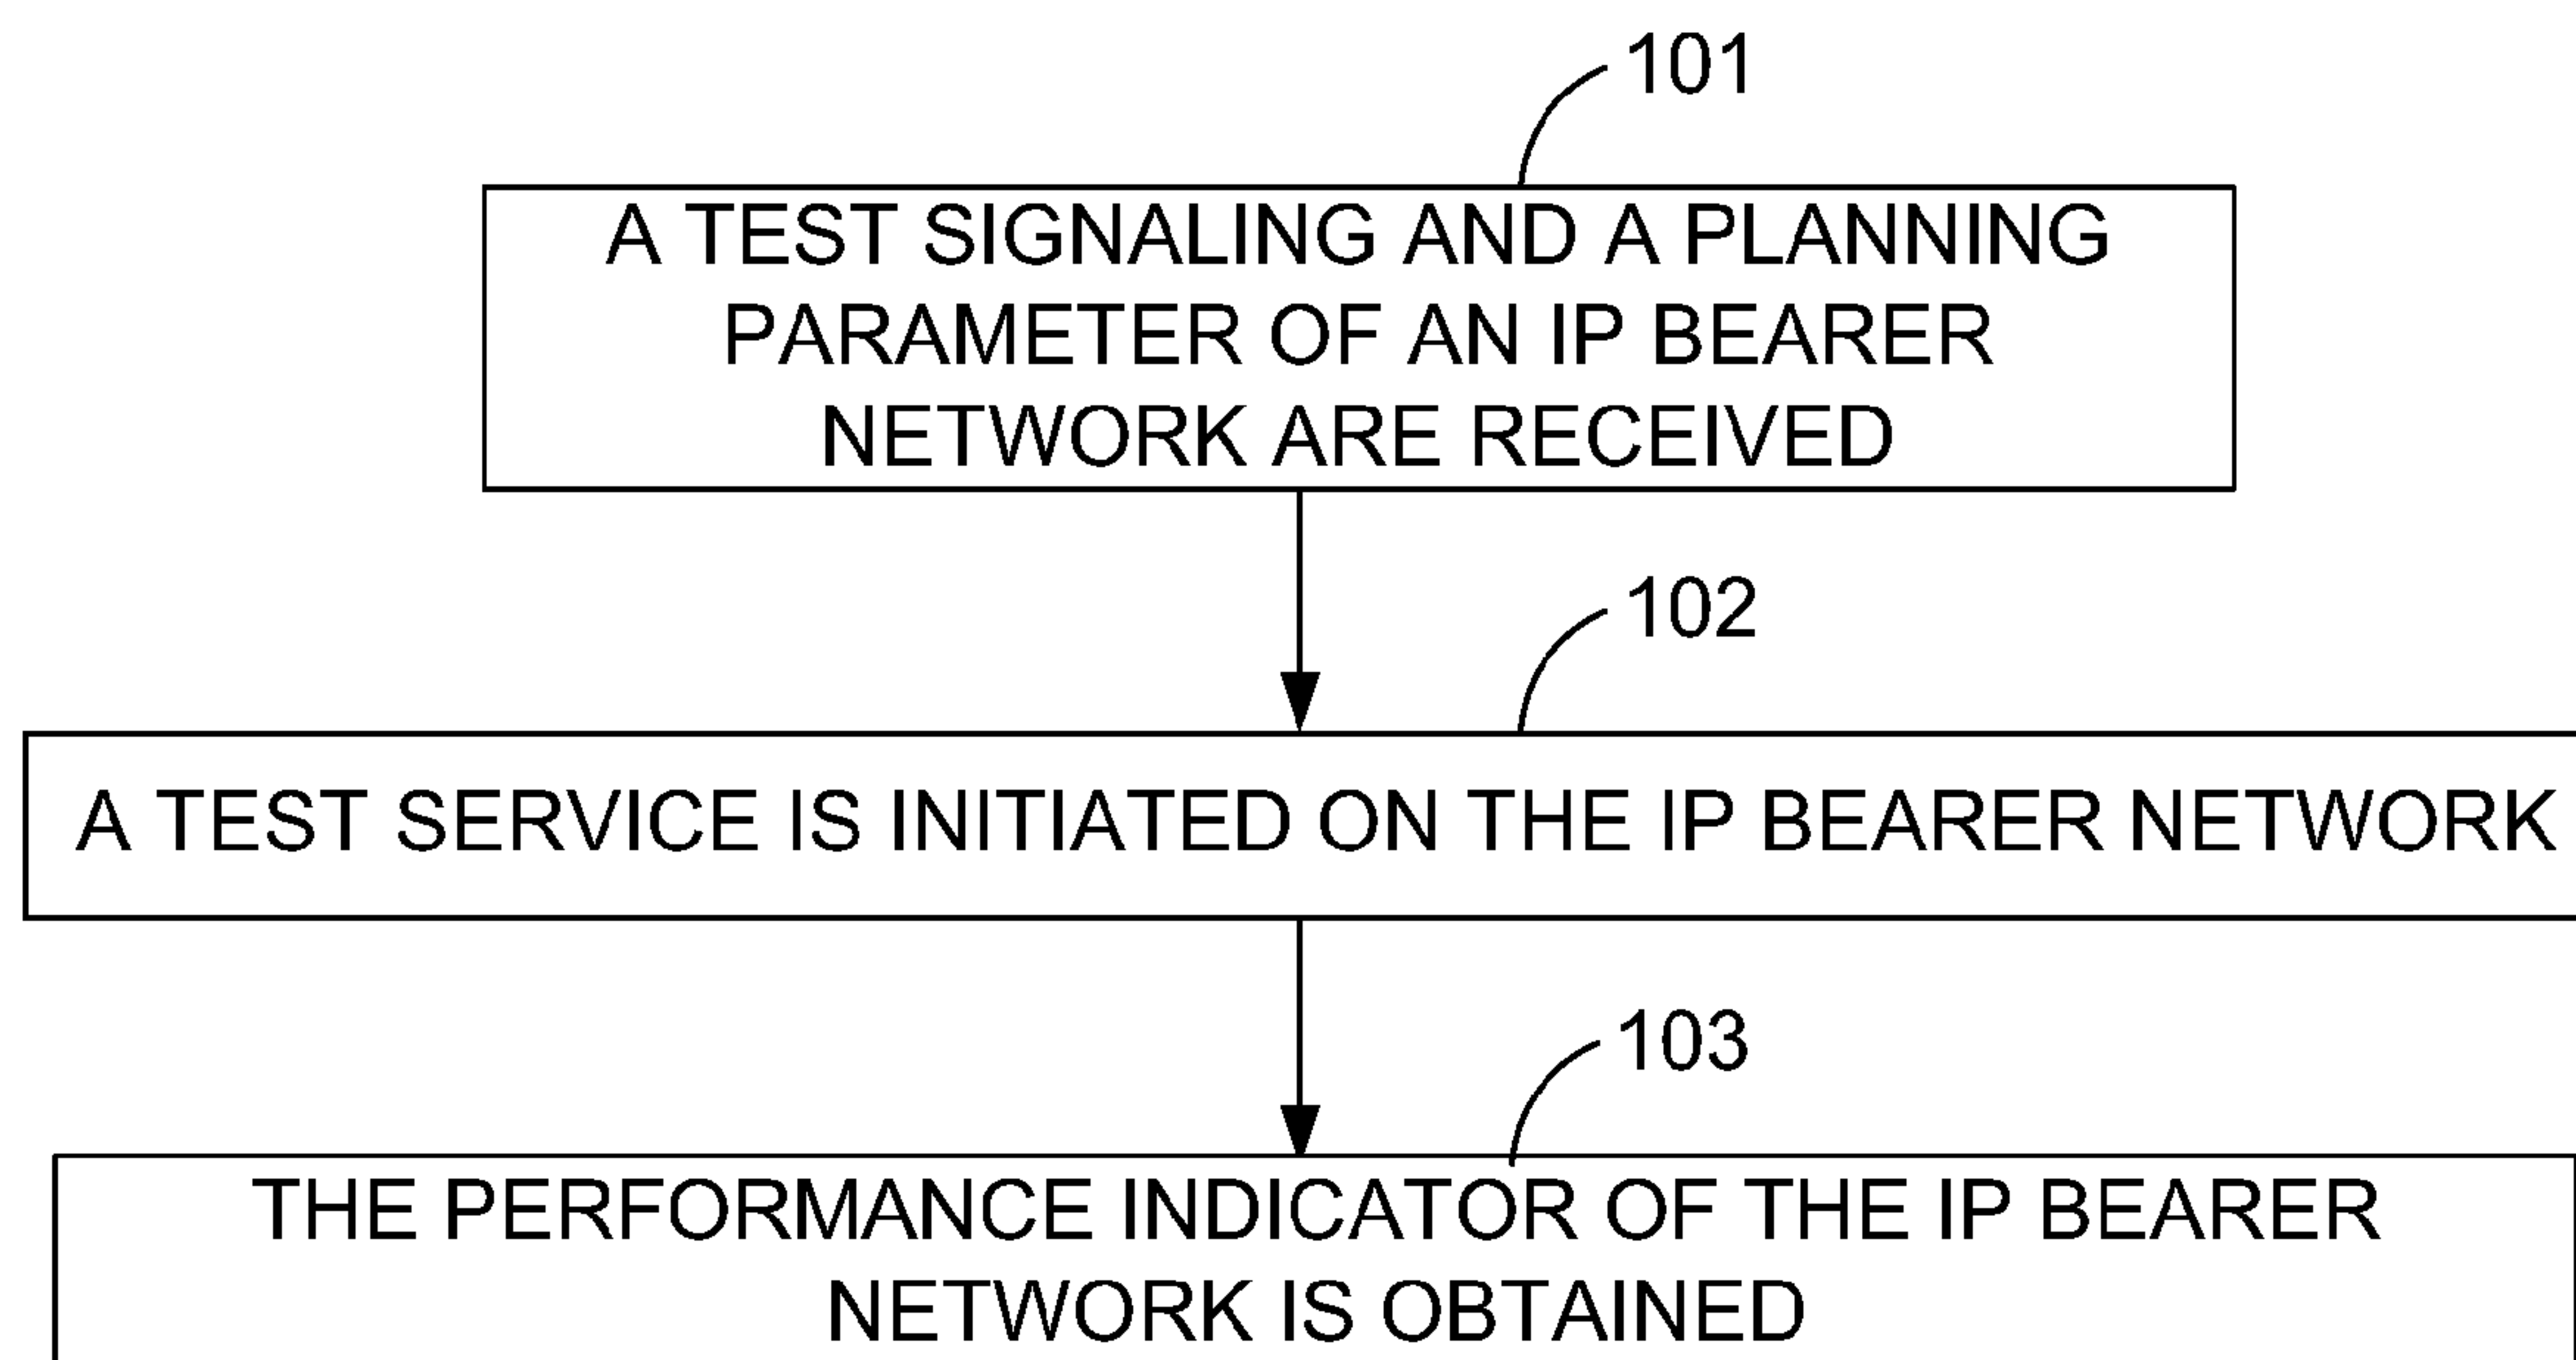 101
A TEST SIGNALING AND A PLANNING
PARAMETER OF AN IP BEARER
NETWORK ARE RECEIVED
102
A TEST SERVICE IS INITIATED ON THE IP BEARER NETWORK
103
THE PERFORMANCE INDICATOR OF THE IP BEARER
NETWORK IS OBTAINED